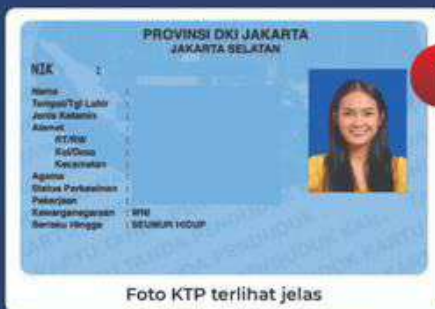 PROVINSI DKI JAKARTA
JAKARTA SELATAN
NIK :
Nama :
Tempat/Tgl Lahir :
Jenis Kelamin :
Alamat :
RT/RW :
Kel/Desa :
Kecamatan :
Agama :
Status Perkawinan :
Pekerjaan :
Kewarganegaraan : WNI
Berlaku Hingga : SEUMUR HIDUP
Foto KTP terlihat jelas